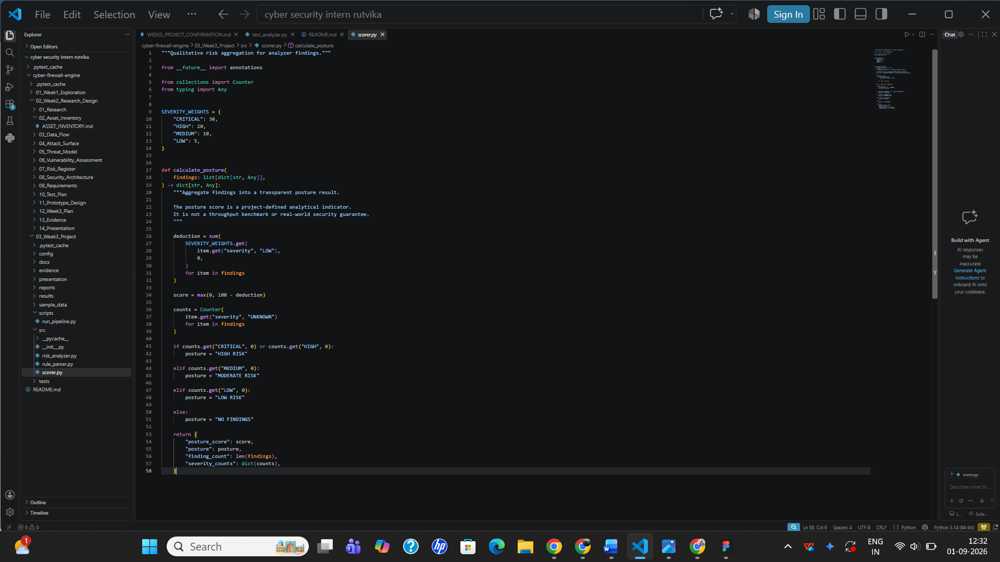 File Edit Selection View ... cyber security intern rutvika Sign In
Explorer ...
Open Editors
cyber security intern rutvika
.pytest_cache
cyber-firewall-engine
.pytest_cache
01_Week1_Exploration
02_Week2_Research_Design
01_Research
02_Asset_Inventory
ASSET_INVENTORY.md
03_Data_Flow
04_Attack_Surface
05_Threat_Model
06_Vulnerability_Assessment
07_Risk_Register
08_Security_Architecture
09_Requirements
10_Test_Plan
11_Prototype_Design
12_Week3_Plan
13_Evidence
14_Presentation
03_Week3_Project
.pytest_cache
config
docs
evidence
presentation
reports
results
sample_data
scripts
run_pipeline.py
src
__pycache__
__init__.py
risk_analyzer.py
rule_parser.py
scorer.py
tests
README.md
Outline
Timeline
WEEK3_PROJECT_CONFIRMATION.md test_analyzer.py README.md scorer.py
cyber-firewall-engine > 03_Week3_Project > src > scorer.py > calculate_posture
1 """Qualitative risk aggregation for analyzer findings."""
2
3 from __future__ import annotations
4
5 from collections import Counter
6 from typing import Any
7
8
9 SEVERITY_WEIGHTS = {
10 "CRITICAL": 30,
11 "HIGH": 20,
12 "MEDIUM": 10,
13 "LOW": 5,
14 }
15
16
17 def calculate_posture(
18 findings: list[dict[str, Any]],
19 ) -> dict[str, Any]:
20 """Aggregate findings into a transparent posture result.
21
22 The posture score is a project-defined analytical indicator.
23 It is not a throughput benchmark or real-world security guarantee.
24 """
25
26 deduction = sum(
27 SEVERITY_WEIGHTS.get(
28 item.get("severity", "LOW"),
29 0,
30 )
31 for item in findings
32 )
33
34 score = max(0, 100 - deduction)
35
36 counts = Counter(
37 item.get("severity", "UNKNOWN")
38 for item in findings
39 )
40
41 if counts.get("CRITICAL", 0) or counts.get("HIGH", 0):
42 posture = "HIGH RISK"
43
44 elif counts.get("MEDIUM", 0):
45 posture = "MODERATE RISK"
46
47 elif counts.get("LOW", 0):
48 posture = "LOW RISK"
49
50 else:
51 posture = "NO FINDINGS"
52
53 return {
54 "posture_score": score,
55 "posture": posture,
56 "finding_count": len(findings),
57 "severity_counts": dict(counts),
58 }
Chat
Build with Agent
AI responses
may be
inaccurate
Generate Agent
Instructions to
onboard AI onto
your codebase.
scorer.py
Describe what to ...
L... Defa...
0 0 Ln 58, Col 6 Spaces: 4 UTF-8 CRLF { } Python Python 3.14 (64-bit)
2
1
Search
ENG
IN
12:32
01-09-2026